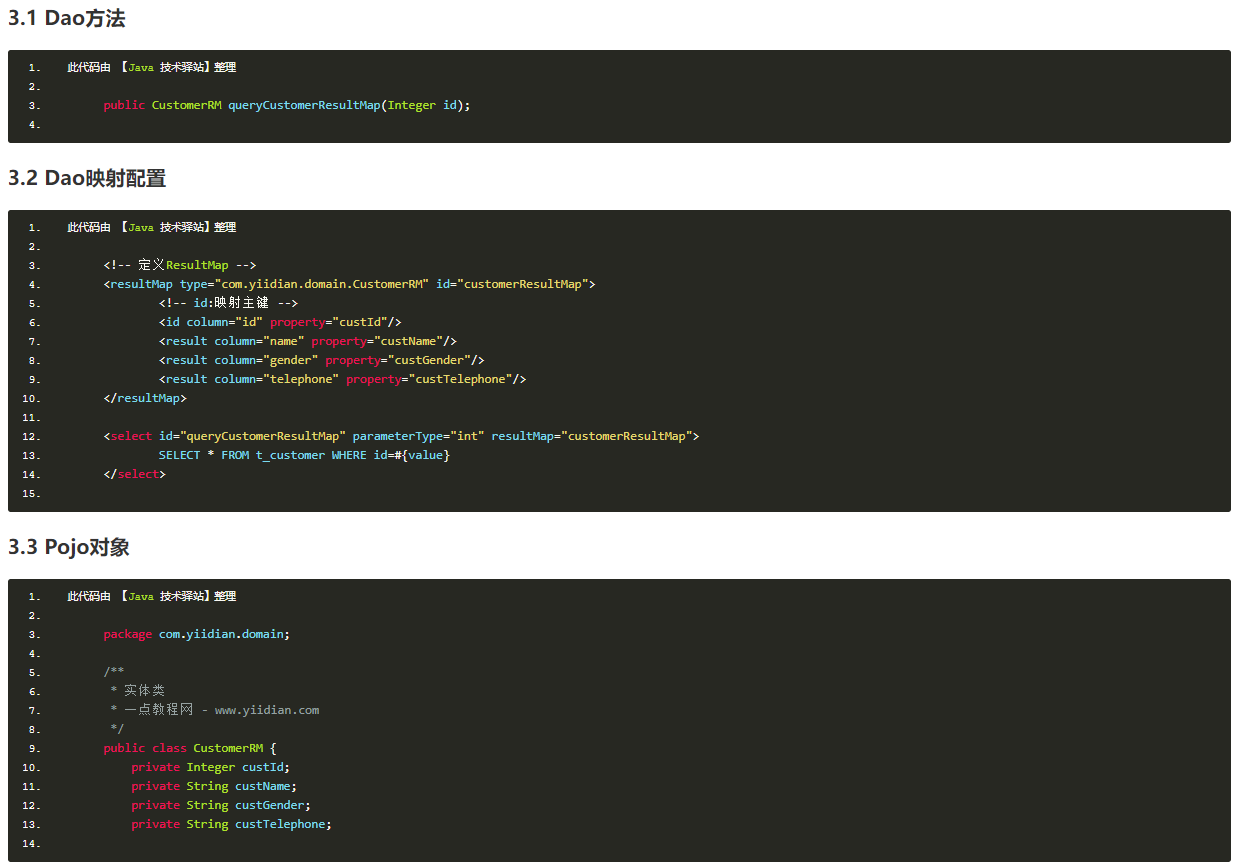 3.1 Dao方法
1. 此代码由 【Java 技术驿站】整理
2.
3. public CustomerRM queryCustomerResultMap(Integer id);
4.
3.2 Dao映射配置
1. 此代码由 【Java 技术驿站】整理
2.
3. <!-- 定义ResultMap -->
4. <resultMap type="com.yiidian.domain.CustomerRM" id="customerResultMap">
5. <!-- id:映射主键 -->
6. <id column="id" property="custId"/>
7. <result column="name" property="custName"/>
8. <result column="gender" property="custGender"/>
9. <result column="telephone" property="custTelephone"/>
10. </resultMap>
11.
12. <select id="queryCustomerResultMap" parameterType="int" resultMap="customerResultMap">
13. SELECT * FROM t_customer WHERE id=#{value}
14. </select>
15.
3.3 Pojo对象
1. 此代码由 【Java 技术驿站】整理
2.
3. package com.yiidian.domain;
4.
5. /**
6. * 实体类
7. * 一点教程网 - www.yiidian.com
8. */
9. public class CustomerRM {
10. private Integer custId;
11. private String custName;
12. private String custGender;
13. private String custTelephone;
14.